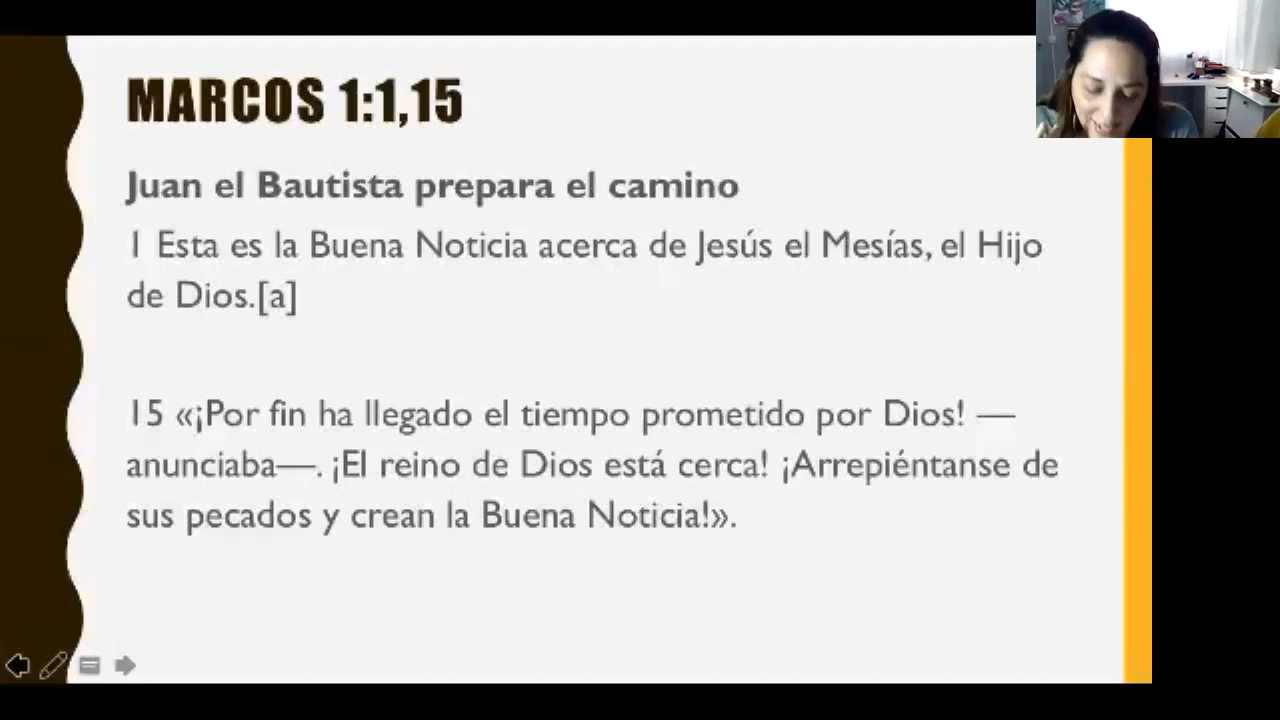 MARCOS 1:1,15
Juan el Bautista prepara el camino
1 Esta es la Buena Noticia acerca de Jesús el Mesías, el Hijo
de Dios.[a]
15 «¡Por fin ha llegado el tiempo prometido por Dios! —
anunciaba—. ¡El reino de Dios está cerca! ¡Arrepiéntanse de
sus pecados y crean la Buena Noticia!».